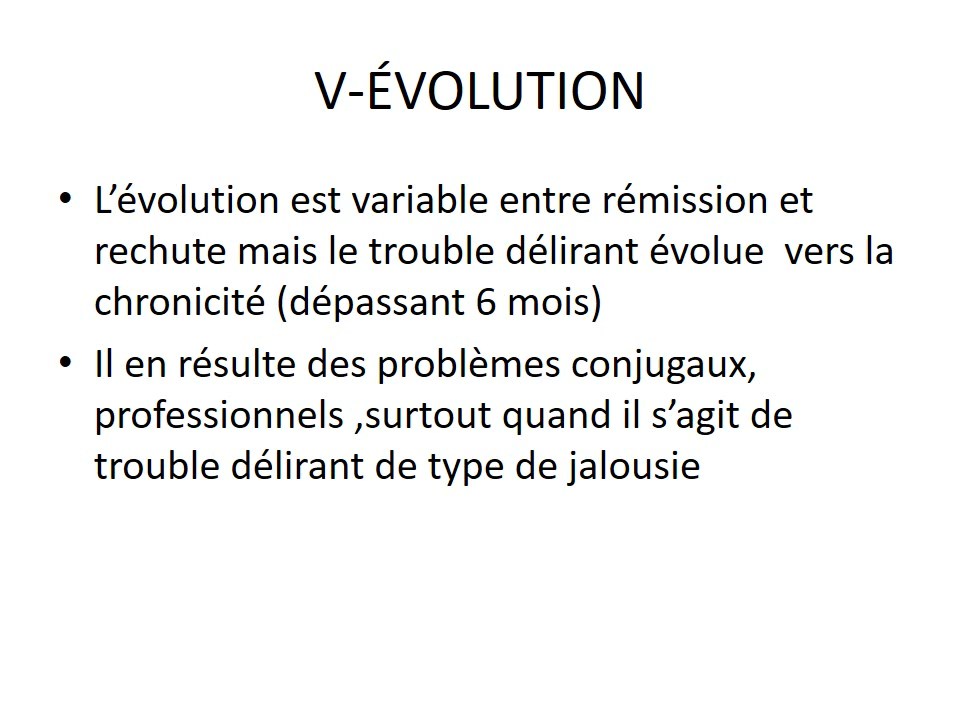 V-ÉVOLUTION
• L’évolution est variable entre rémission et
rechute mais le trouble délirant évolue  vers la
chronicité (dépassant 6 mois)
• Il en résulte des problèmes conjugaux,
professionnels ,surtout quand il s’agit de
trouble délirant de type de jalousie